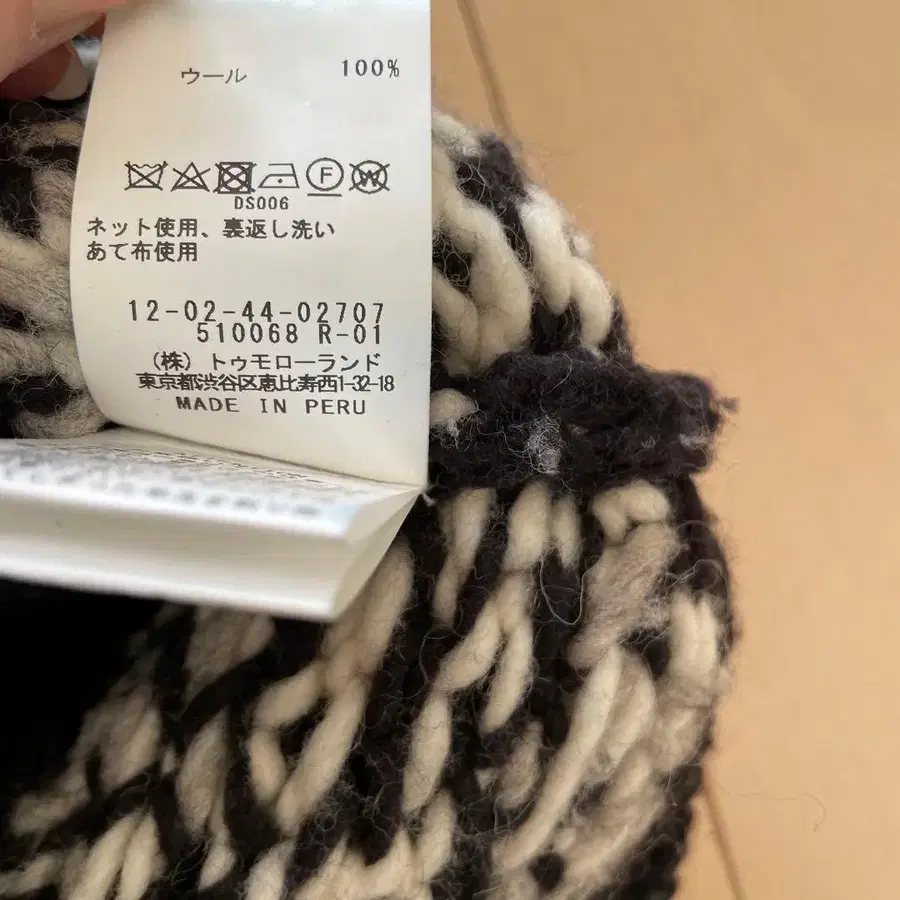 ウール 100%
F W
DS006
ネット使用、裏返し洗い
あて布使用
12-02-44-02707
510068 R-01
(株) トゥモローランド
東京都渋谷区恵比寿西1-32-18
MADE IN PERU